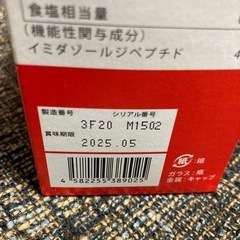 食塩相当量
(機能性関与成分)
イミダゾールジペプチド
製造番号 シリアル番号
3F20 M1502
賞味期限
2025.05
4 582255 389025
紙:箱
ガラス:瓶
金属:キャップ